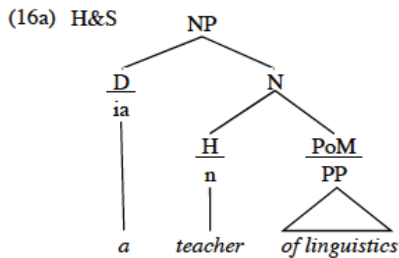 (16a) H&S NP
D N
ia
H PoM
n PP
a teacher of linguistics